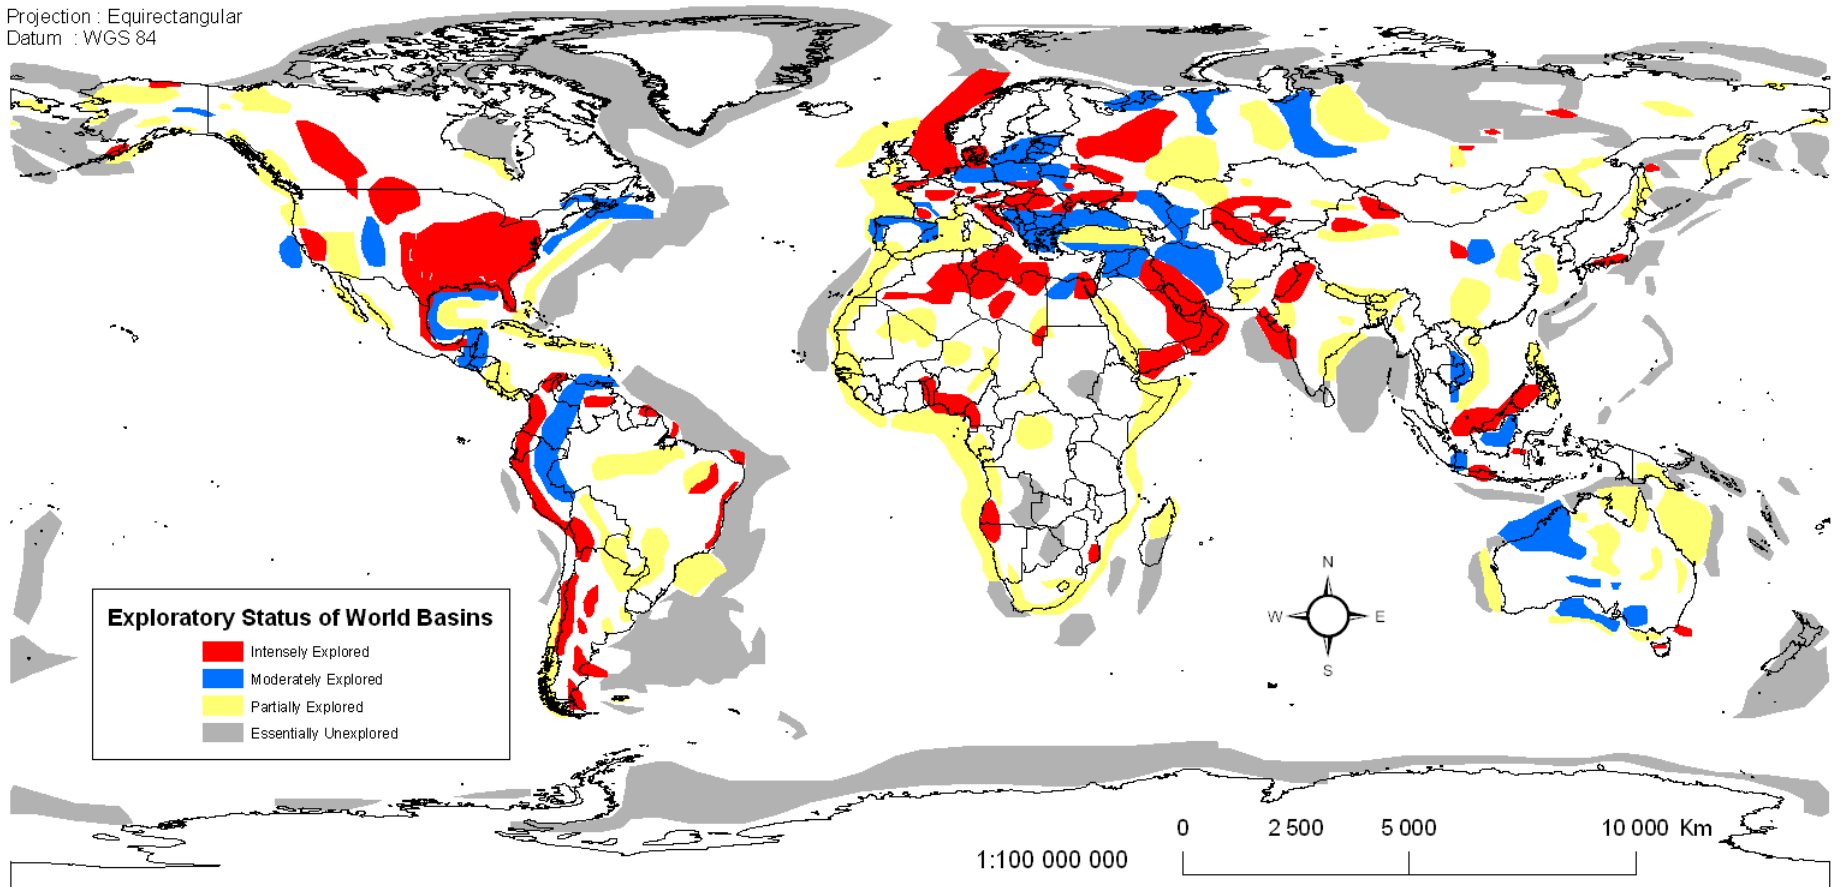 Projection : Equirectangular
Datum : WGS 84
Exploratory Status of World Basins
Intensely Explored
Moderately Explored
Partially Explored
Essentially Unexplored
N
W E
S
0 2 500 5 000 10 000 Km
1:100 000 000